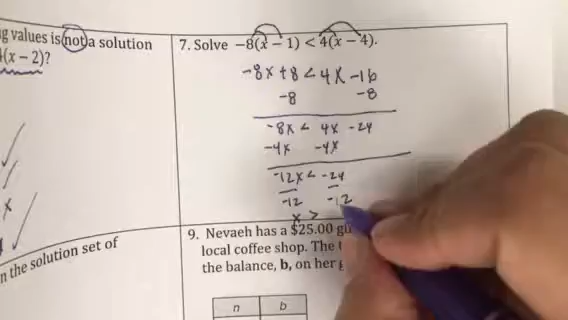 g values is not a solution
(x − 2)?
x
n the solution set of
7. Solve −8(x − 1) < 4(x − 4).
-8x + 8 < 4x - 16
-8 -8
-8x < 4x - 24
-4x -4x
-12x < -24
-12 -12
x >
9. Nevaeh has a $25.00 gi
local coffee shop. The
the balance, b, on her g
n b